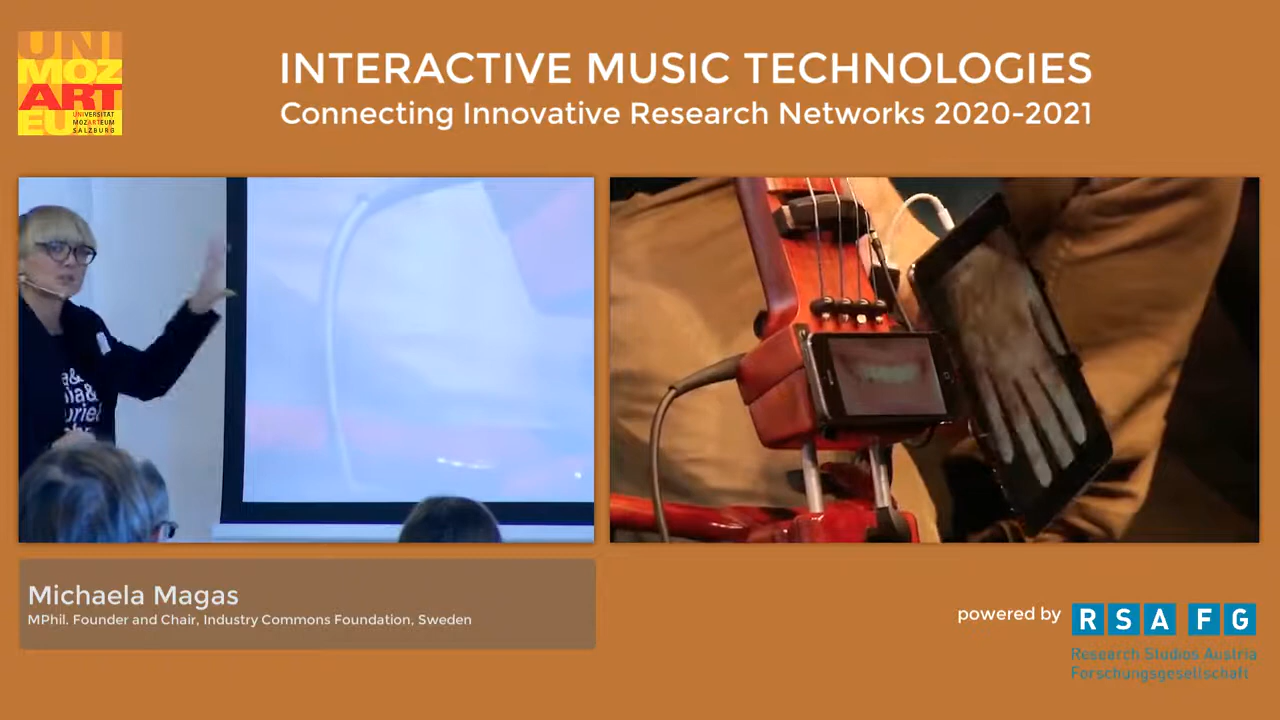 UNI
MOZ
ART
EU
UNIVERSITÄT
MOZARTEUM
SALZBURG
INTERACTIVE MUSIC TECHNOLOGIES
Connecting Innovative Research Networks 2020-2021
Michaela Magas
MPhil. Founder and Chair, Industry Commons Foundation, Sweden
powered by
RSA FG
Research Studios Austria
Forschungsgesellschaft